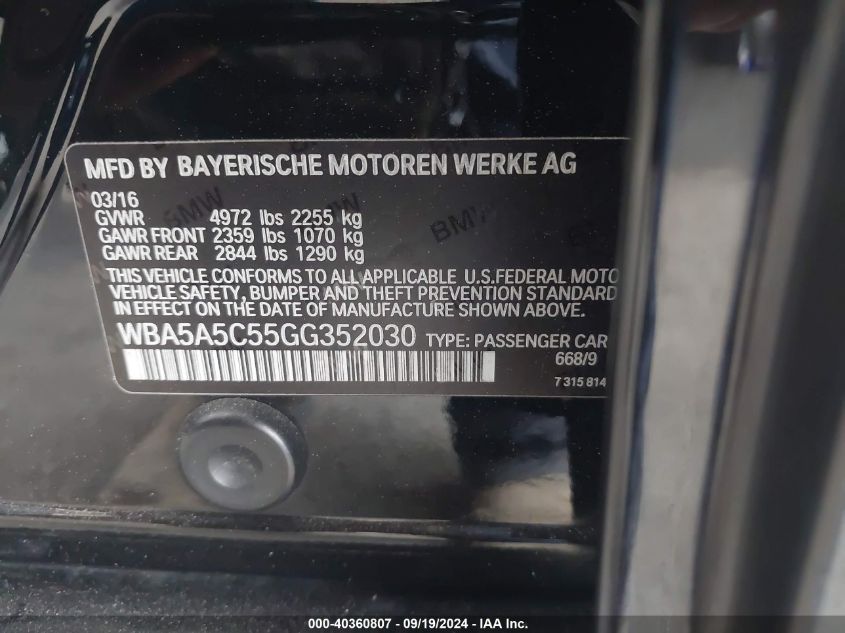 MFD BY BAYERISCHE MOTOREN WERKE AG
03/16
GVWR 4972 lbs 2255 kg
GAWR FRONT 2359 lbs 1070 kg
GAWR REAR 2844 lbs 1290 kg
THIS VEHICLE CONFORMS TO ALL APPLICABLE U.S.FEDERAL MOTO
VEHICLE SAFETY, BUMPER AND THEFT PREVENTION STANDARD
IN EFFECT ON THE DATE OF MANUFACTURE SHOWN ABOVE.
WBA5A5C55GG352030 TYPE: PASSENGER CAR
668/9
7 315 814
BMW
BMW
000-40360807 - 09/19/2024 - IAA Inc.